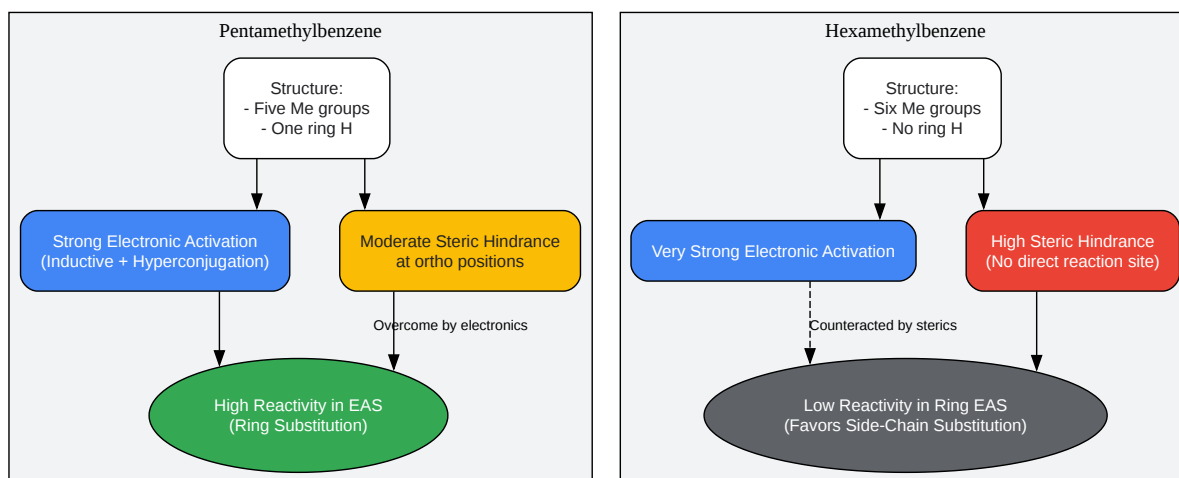 Pentamethylbenzene
Structure:
- Five Me groups
- One ring H
Strong Electronic Activation
(Inductive + Hyperconjugation)
Moderate Steric Hindrance
at ortho positions
Overcome by electronics
High Reactivity in EAS
(Ring Substitution)
Hexamethylbenzene
Structure:
- Six Me groups
- No ring H
Very Strong Electronic Activation
High Steric Hindrance
(No direct reaction site)
Counteracted by sterics
Low Reactivity in Ring EAS
(Favors Side-Chain Substitution)